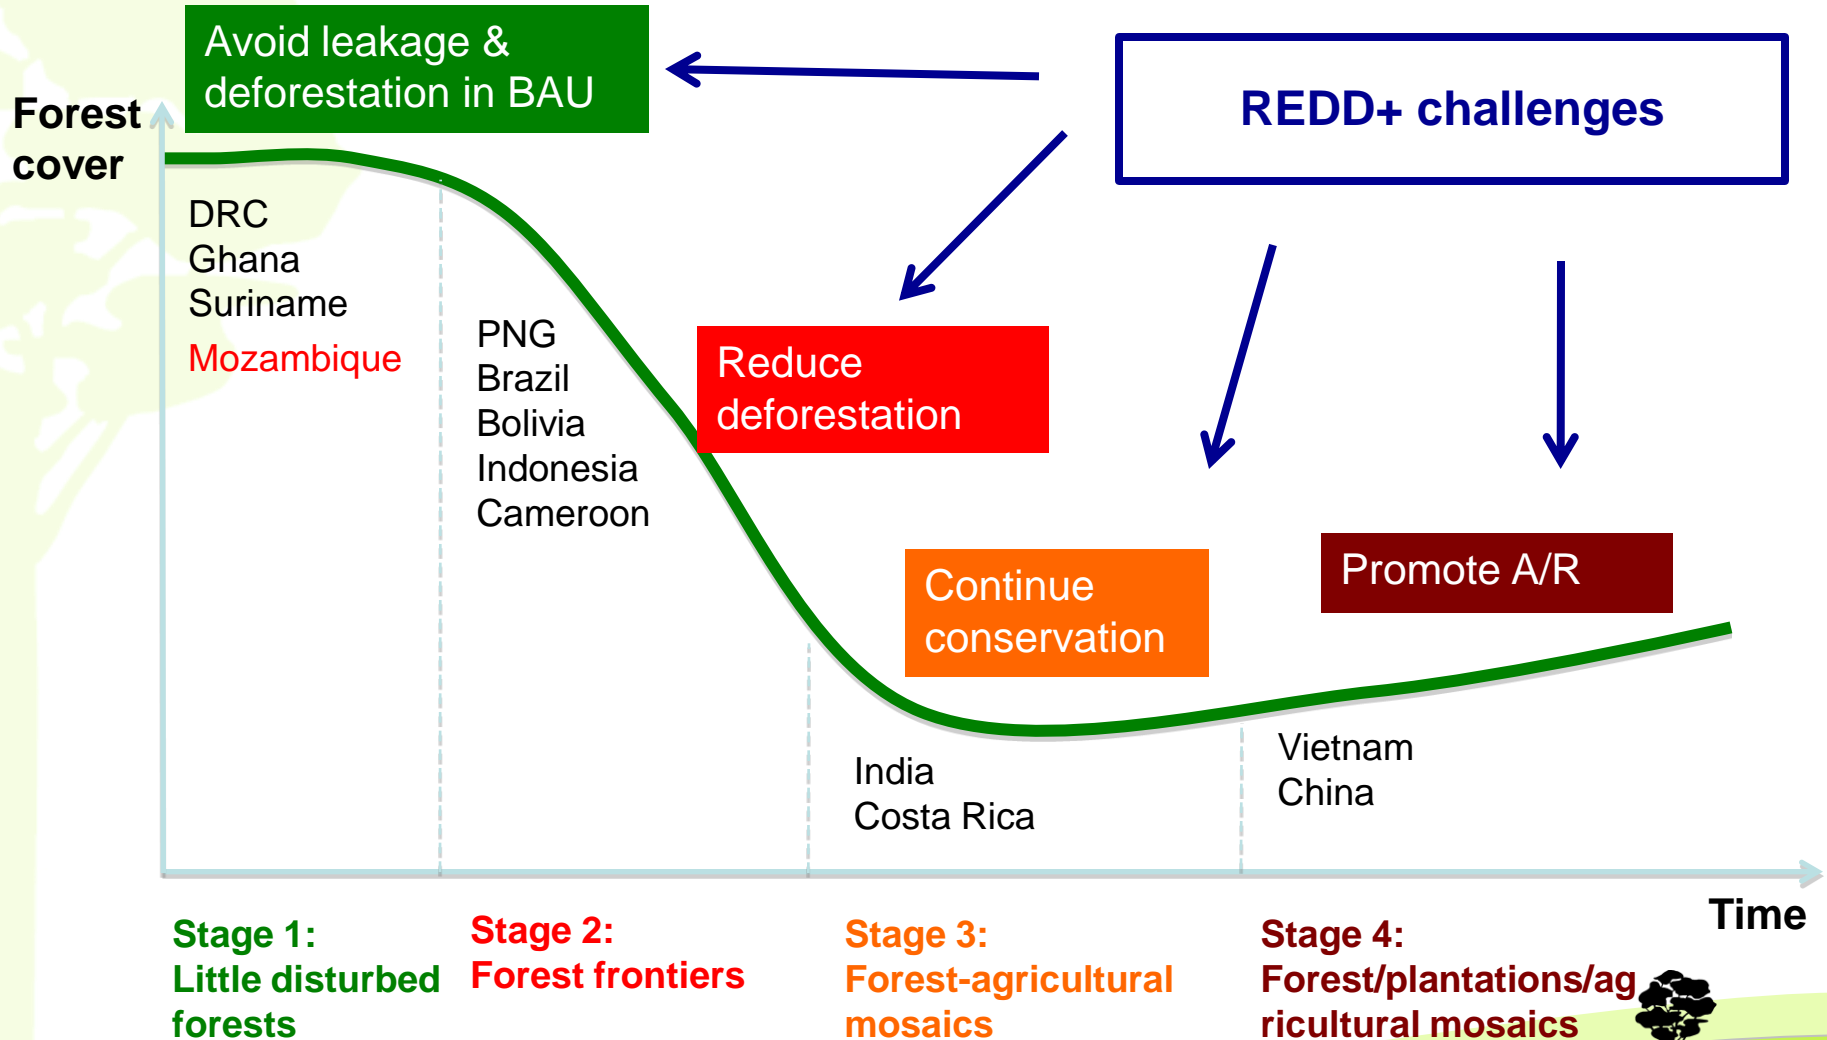 Avoid leakage &
deforestation in BAU
REDD+ challenges
Forest
cover
DRC
Ghana
Suriname
Mozambique
PNG
Brazil
Bolivia
Indonesia
Cameroon
Reduce
deforestation
Continue
conservation
Promote A/R
India
Costa Rica
Vietnam
China
Time
Stage 1:
Little disturbed
forests
Stage 2:
Forest frontiers
Stage 3:
Forest-agricultural
mosaics
Stage 4:
Forest/plantations/ag
ricultural mosaics